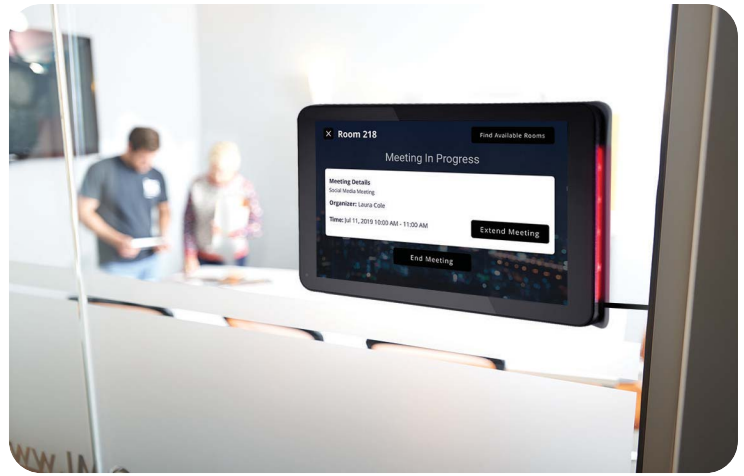 X Room 218
Find Available Rooms
Meeting In Progress
Meeting Details
Social Media Meeting
Organizer: Laura Cole
Time: Jul 11, 2019 10:00 AM - 11:00 AM
Extend Meeting
End Meeting